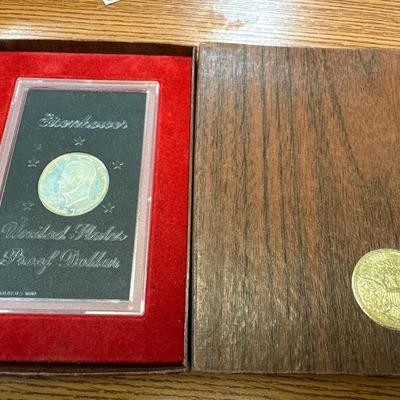 Eisenhower
United States
Proof Dollar